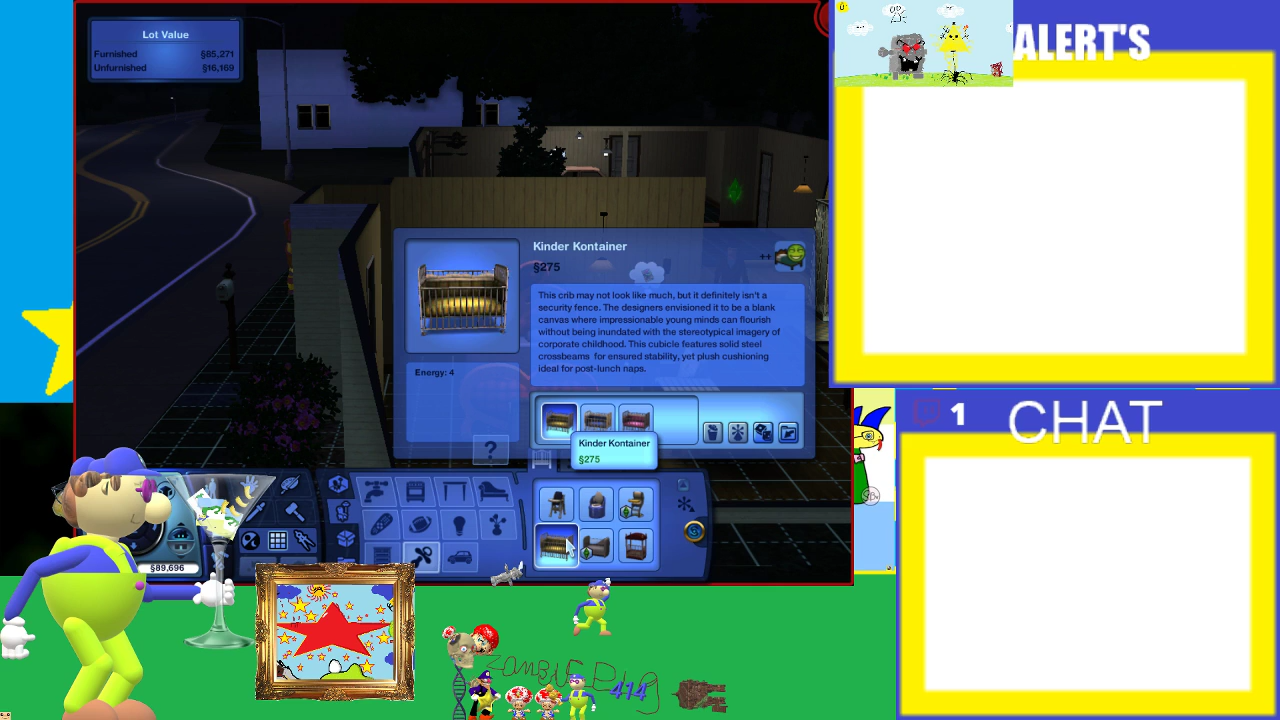 Lot Value
Furnished §85,271
Unfurnished §16,169
ALERT'S
Kinder Kontainer
§275
++
This crib may not look like much, but it definitely isn't a
security fence. The designers envisioned it to be a blank
canvas where impressionable young minds can flourish
without being inundated with the stereotypical imagery of
corporate childhood. This cubicle features solid steel
crossbeams for ensured stability, yet plush cushioning
ideal for post-lunch naps.
Energy: 4
?
Kinder Kontainer
§275
1 CHAT
§89,696
ZOMBIE Dug
414